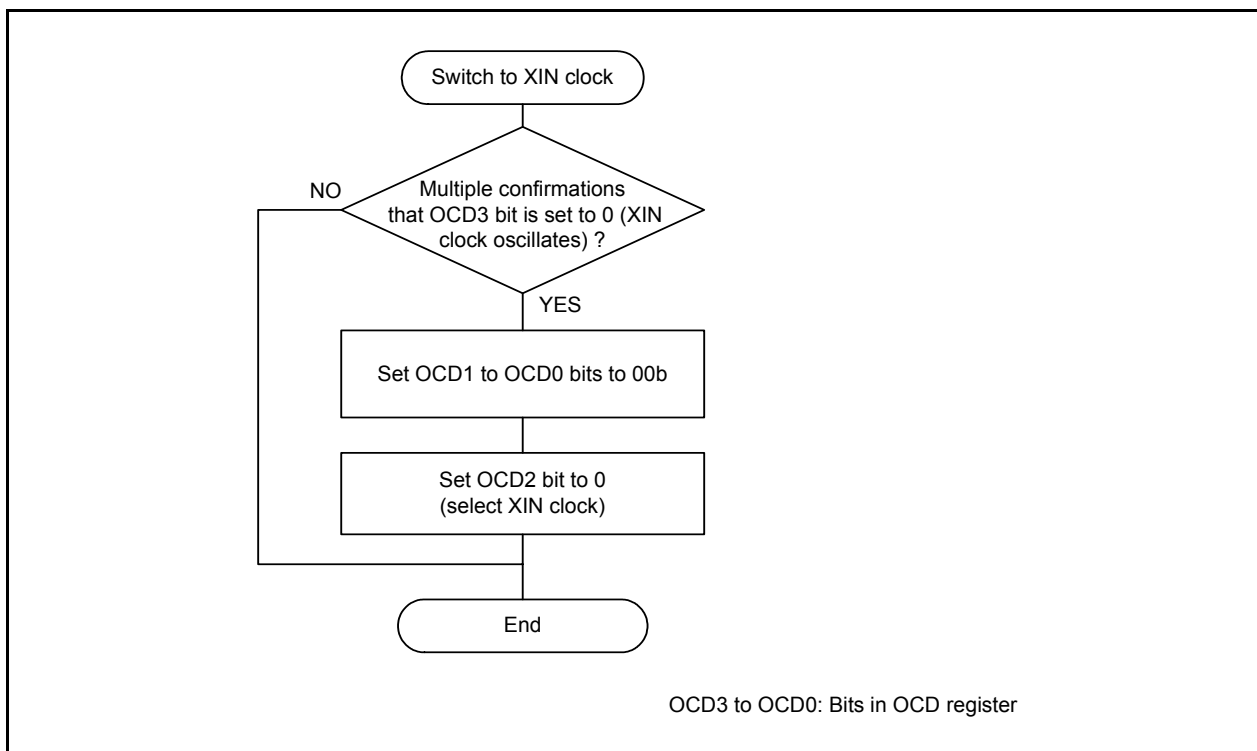 Switch to XIN clock
NO
Multiple confirmations
that OCD3 bit is set to 0 (XIN
clock oscillates) ?
YES
Set OCD1 to OCD0 bits to 00b
Set OCD2 bit to 0
(select XIN clock)
End
OCD3 to OCD0: Bits in OCD register